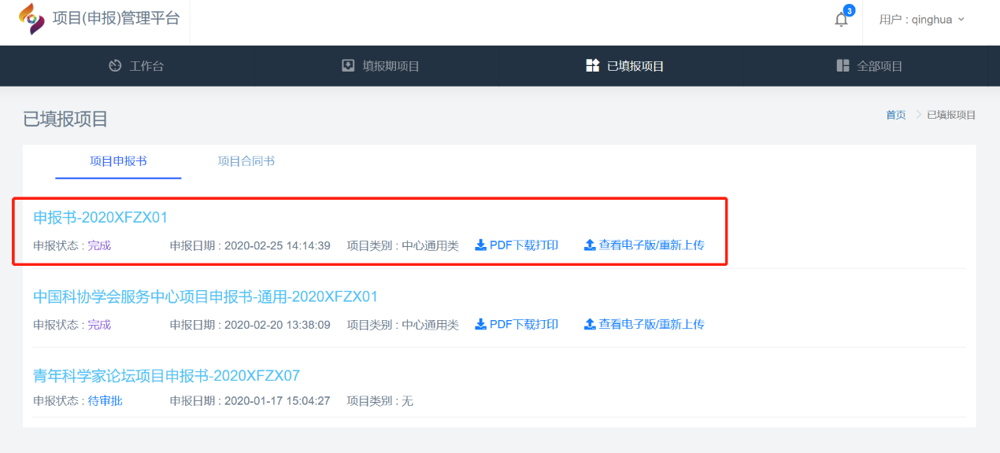 项目(申报)管理平台
3
用户 : qinghua
工作台
填报期项目
已填报项目
全部项目
已填报项目
首页 > 已填报项目
项目申报书
项目合同书
申报书-2020XFZX01
申报状态 : 完成 申报日期 : 2020-02-25 14:14:39 项目类别 : 中心通用类 PDF下载打印 查看电子版/重新上传
中国科协学会服务中心项目申报书-通用-2020XFZX01
申报状态 : 完成 申报日期 : 2020-02-20 13:38:09 项目类别 : 中心通用类 PDF下载打印 查看电子版/重新上传
青年科学家论坛项目申报书-2020XFZX07
申报状态 : 待审批 申报日期 : 2020-01-17 15:04:27 项目类别 : 无